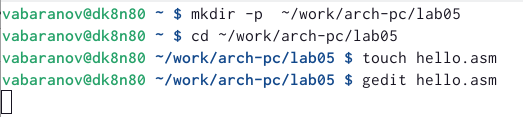 vabaranov@dk8n80 ~ $ mkdir -p  ~/work/arch-pc/lab05
vabaranov@dk8n80 ~ $ cd ~/work/arch-pc/lab05
vabaranov@dk8n80 ~/work/arch-pc/lab05 $ touch hello.asm
vabaranov@dk8n80 ~/work/arch-pc/lab05 $ gedit hello.asm